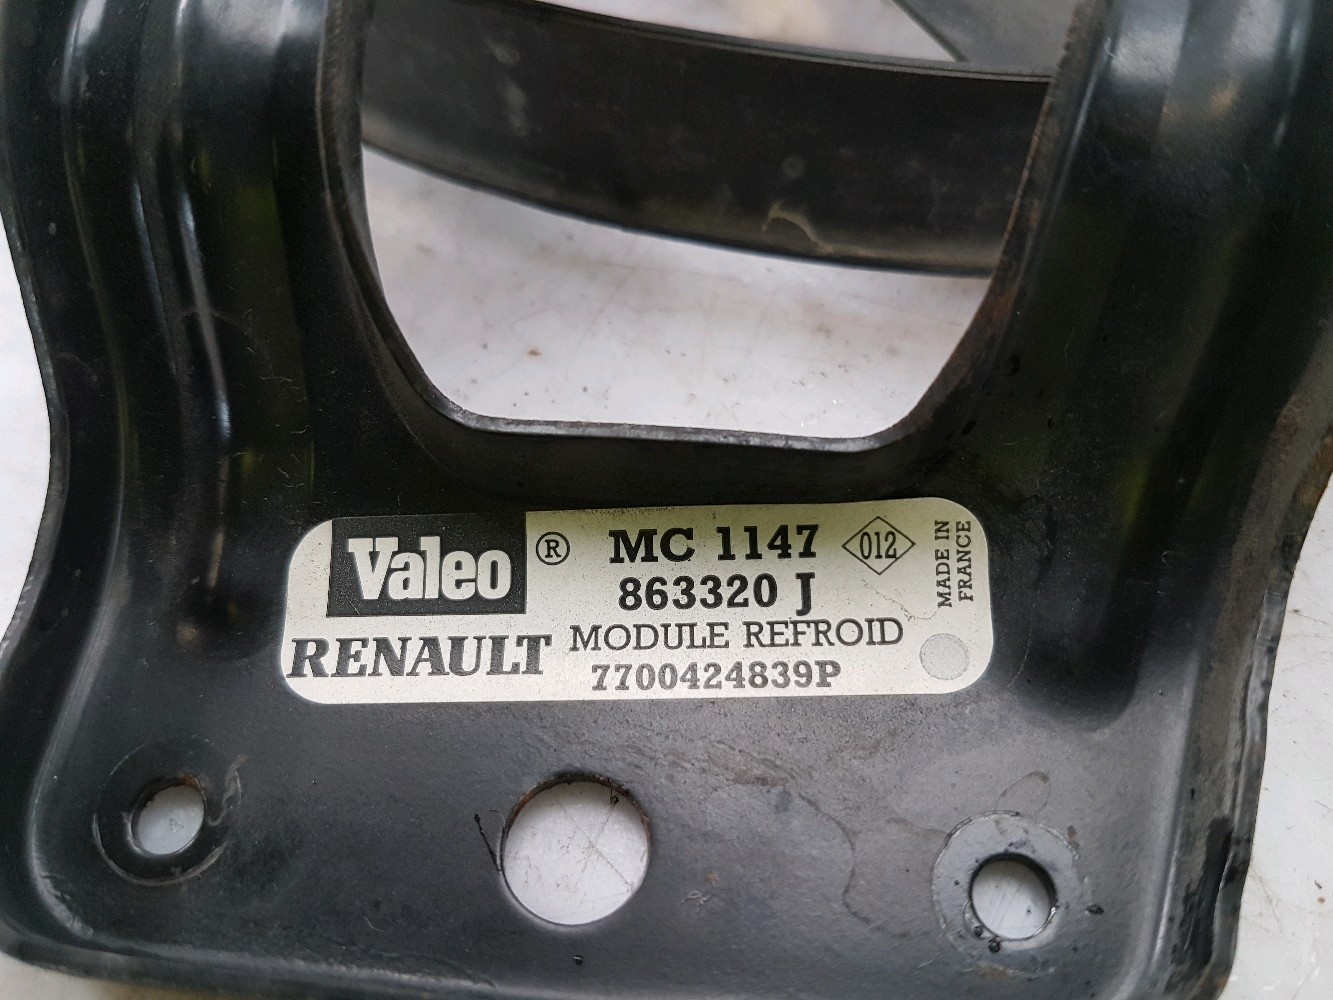 Valeo ® MC 1147 012
863320 J
RENAULT MODULE REFROID
7700424839P
MADE IN
FRANCE